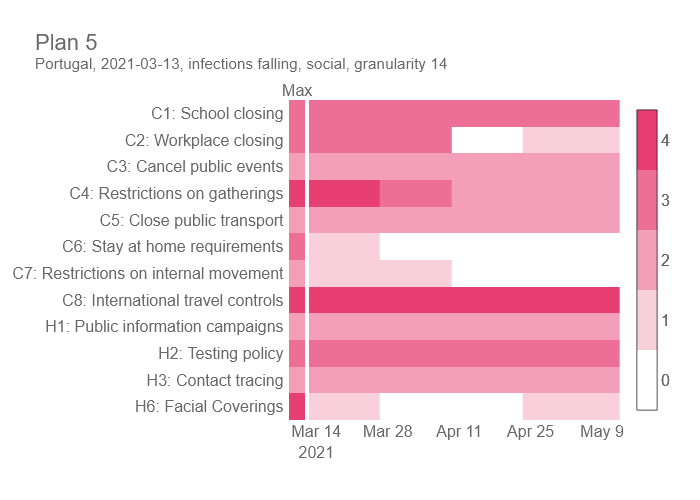 Plan 5
Portugal, 2021-03-13, infections falling, social, granularity 14
Max
C1: School closing
C2: Workplace closing
C3: Cancel public events
C4: Restrictions on gatherings
C5: Close public transport
C6: Stay at home requirements
C7: Restrictions on internal movement
C8: International travel controls
H1: Public information campaigns
H2: Testing policy
H3: Contact tracing
H6: Facial Coverings
4
3
2
1
0
Mar 14 Mar 28 Apr 11 Apr 25 May 9
2021